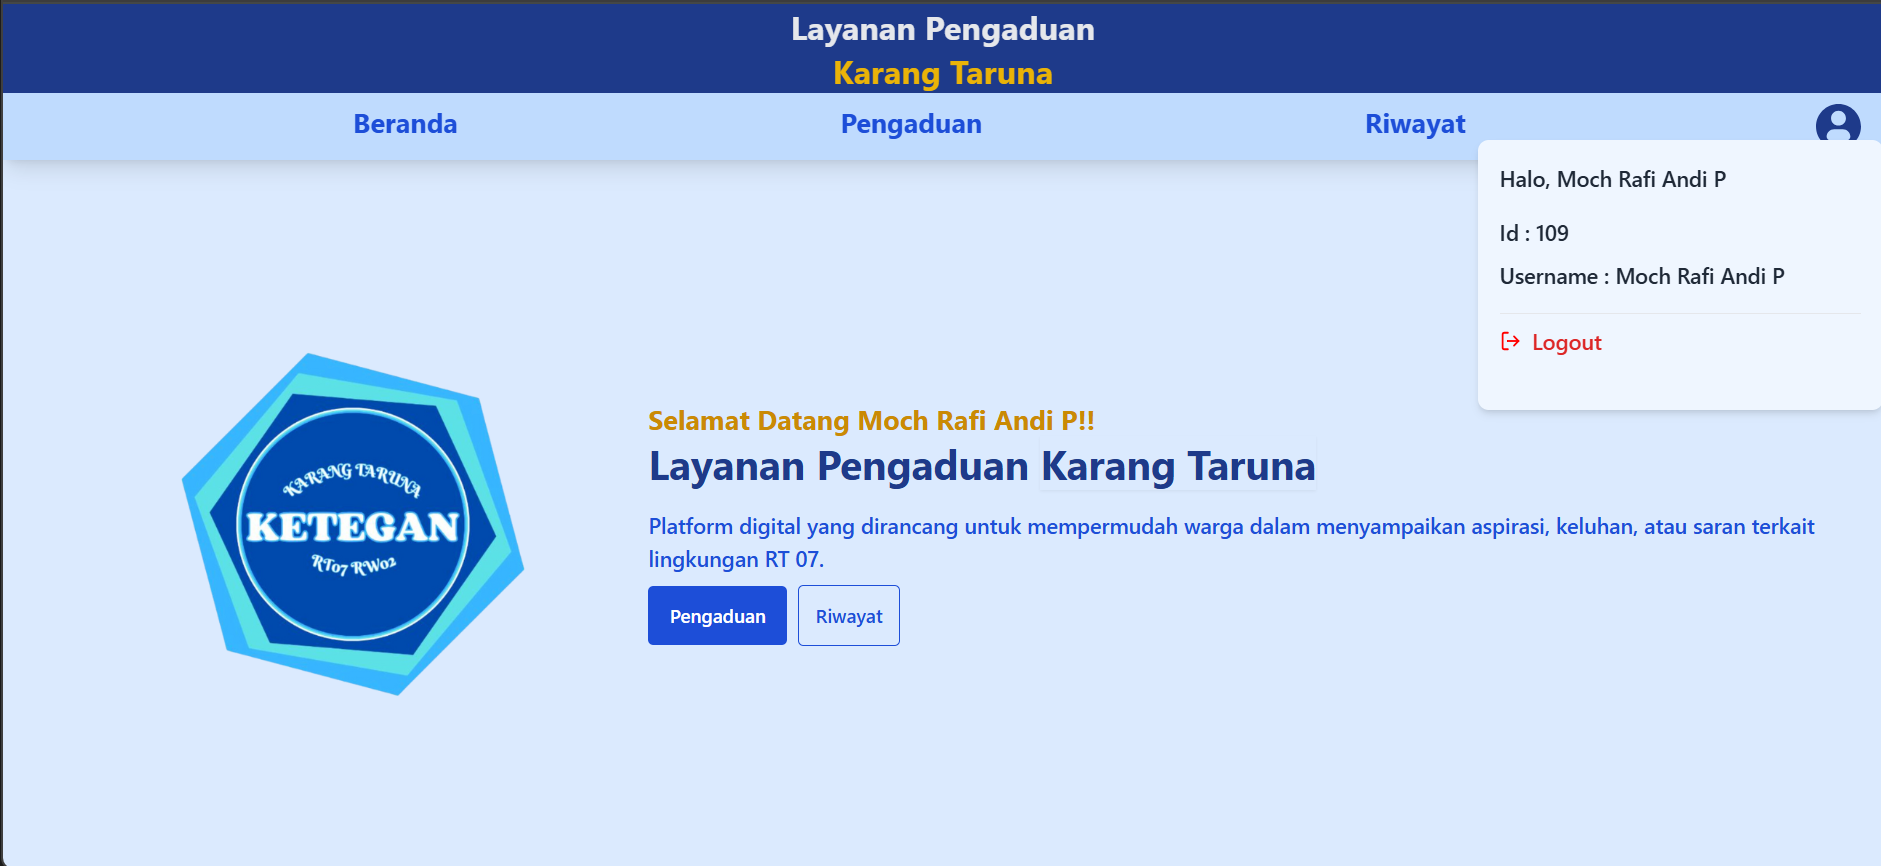 Layanan Pengaduan
Karang Taruna
Beranda
Pengaduan
Riwayat
Halo, Moch Rafi Andi P
Id : 109
Username : Moch Rafi Andi P
Logout
KARANG TARUNA
KETEGAN
RT07 RW02
Selamat Datang Moch Rafi Andi P!!
Layanan Pengaduan Karang Taruna
Platform digital yang dirancang untuk mempermudah warga dalam menyampaikan aspirasi, keluhan, atau saran terkait
lingkungan RT 07.
Pengaduan
Riwayat